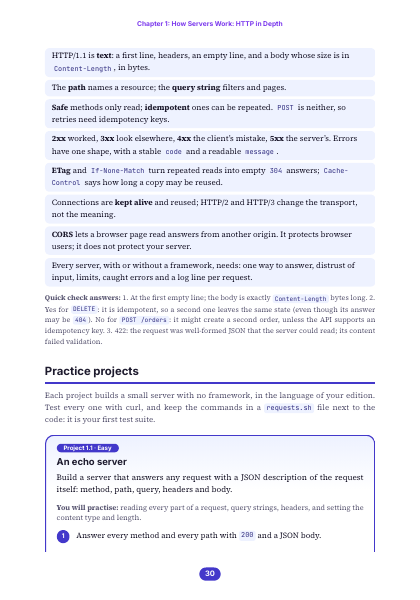 Chapter 1: How Servers Work: HTTP in Depth
HTTP/1.1 is text: a first line, headers, an empty line, and a body whose size is in
Content-Length, in bytes.
The path names a resource; the query string filters and pages.
Safe methods only read; idempotent ones can be repeated. POST is neither, so
retries need idempotency keys.
2xx worked, 3xx look elsewhere, 4xx the client's mistake, 5xx the server's. Errors
have one shape, with a stable code and a readable message.
ETag and If-None-Match turn repeated reads into empty 304 answers; Cache-
Control says how long a copy may be reused.
Connections are kept alive and reused; HTTP/2 and HTTP/3 change the transport,
not the meaning.
CORS lets a browser page read answers from another origin. It protects browser
users; it does not protect your server.
Every server, with or without a framework, needs: one way to answer, distrust of
input, limits, caught errors and a log line per request.
Quick check answers: 1. At the first empty line; the body is exactly Content-Length bytes long. 2.
Yes for DELETE: it is idempotent, so a second one leaves the same state (even though its answer
may be 404). No for POST /orders: it might create a second order, unless the API supports an
idempotency key. 3. 422: the request was well-formed JSON that the server could read; its content
failed validation.
Practice projects
Each project builds a small server with no framework, in the language of your edition.
Test every one with curl, and keep the commands in a requests.sh file next to the
code: it is your first test suite.
Project 1.1 · Easy
An echo server
Build a server that answers any request with a JSON description of the request
itself: method, path, query, headers and body.
You will practise: reading every part of a request, query strings, headers, and setting the
content type and length.
1 Answer every method and every path with 200 and a JSON body.
30